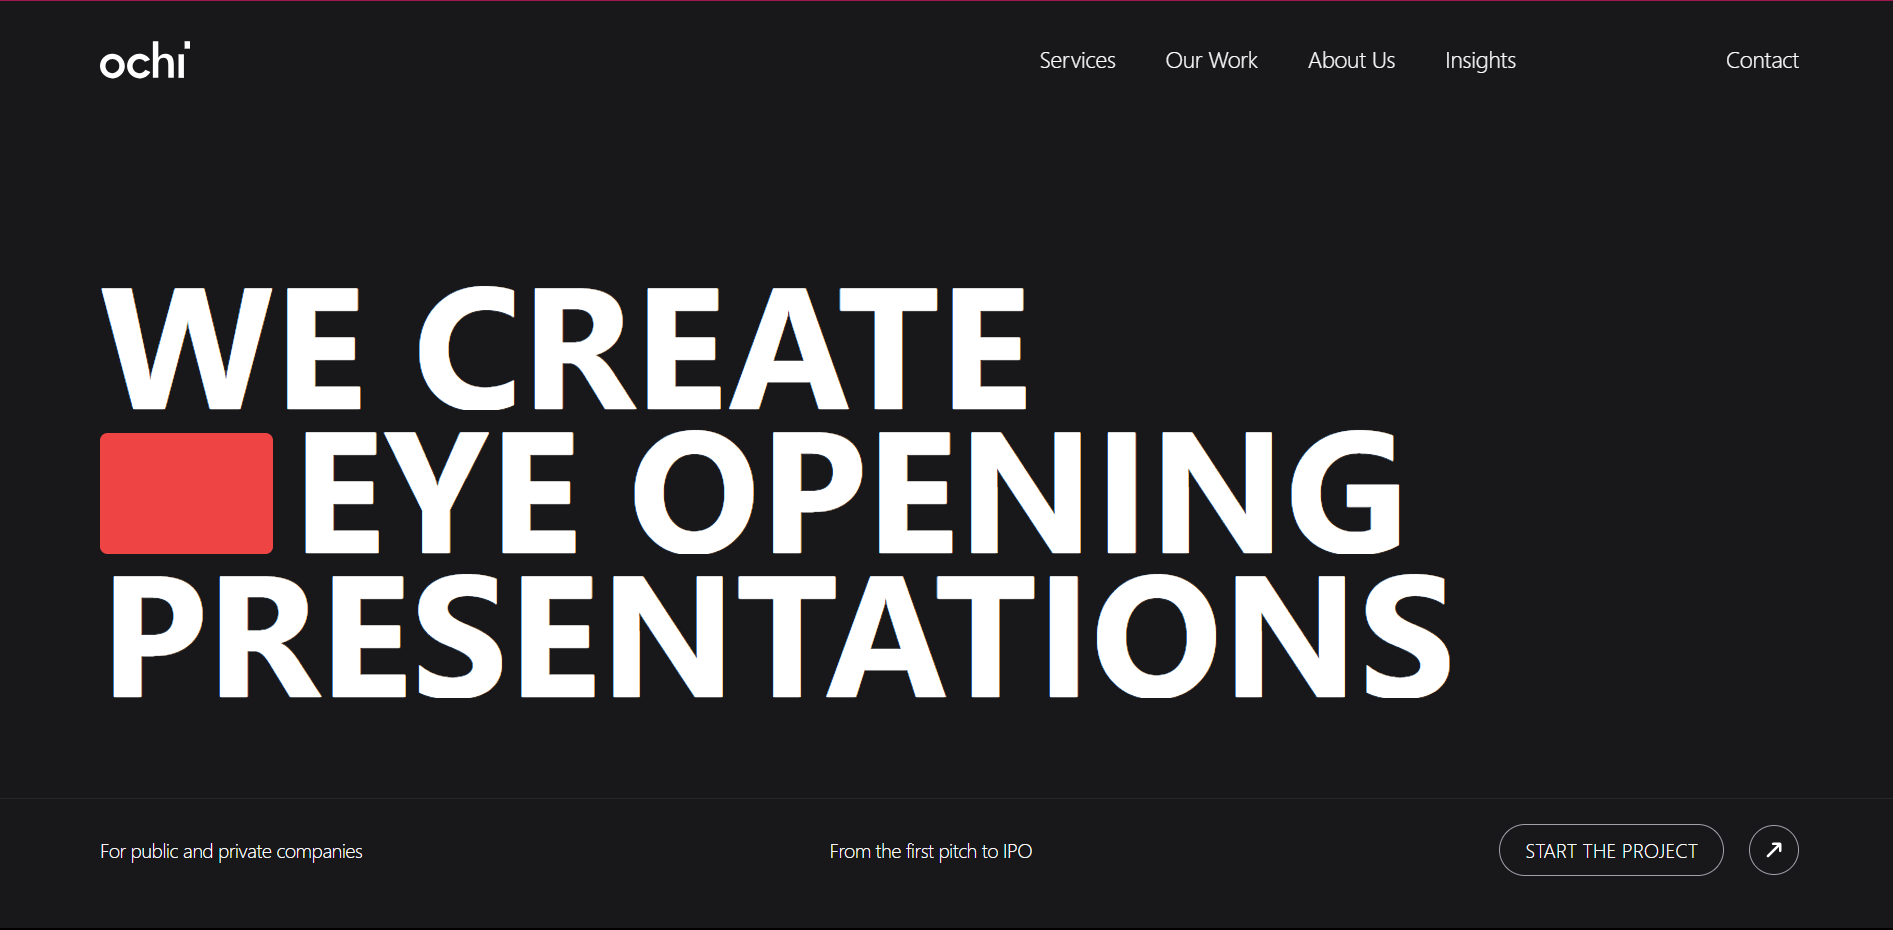 ochi
Services Our Work About Us Insights Contact
WE CREATE
EYE OPENING
PRESENTATIONS
For public and private companies
From the first pitch to IPO
START THE PROJECT